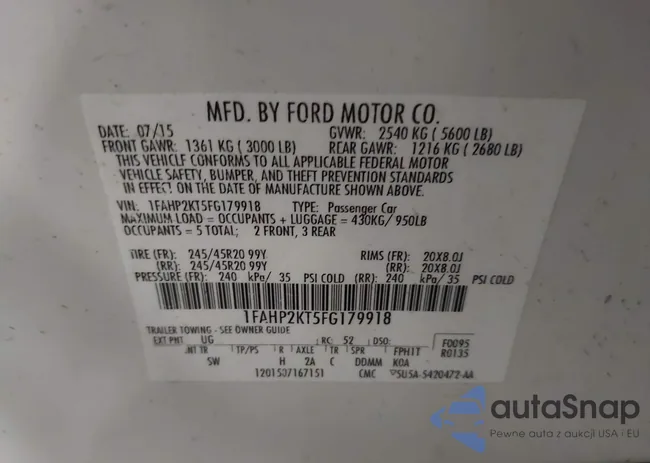 MFD. BY FORD MOTOR CO.
DATE: 07/15 GVWR: 2540 KG ( 5600 LB)
FRONT GAWR: 1361 KG ( 3000 LB) REAR GAWR: 1216 KG ( 2680 LB)
THIS VEHICLE CONFORMS TO ALL APPLICABLE FEDERAL MOTOR
VEHICLE SAFETY, BUMPER, AND THEFT PREVENTION STANDARDS
IN EFFECT ON THE DATE OF MANUFACTURE SHOWN ABOVE.
VIN: 1FAHP2KT5FG179918 TYPE: Passenger Car
MAXIMUM LOAD = OCCUPANTS + LUGGAGE = 430KG/ 950LB
OCCUPANTS = 5 TOTAL; 2 FRONT, 3 REAR
TIRE (FR): 245/45R20 99Y RIMS (FR): 20X8.0J
(RR): 245/45R20 99Y (RR): 20X8.0J
PRESSURE (FR): 240 kPa/ 35 PSI COLD (RR): 240 kPa/ 35 PSI COLD
1FAHP2KT5FG179918
TRAILER TOWING - SEE OWNER GUIDE
EXT PNT: UG RC: 52 DSO: F0095
INT TR TP/PS R AXLE TR SPR FPH1T R0135
SW H 2A C DDMM KOA
CMC
autoSnap
Pewne auta z aukcji USA i EU